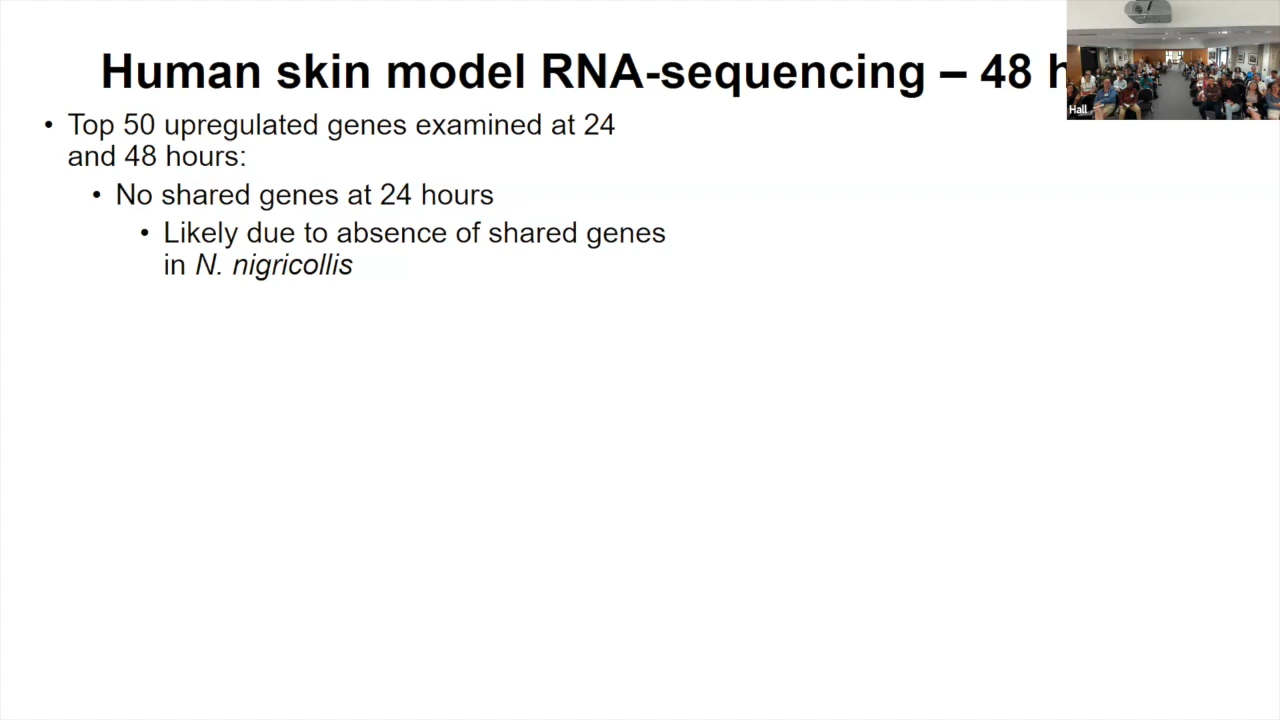 Human skin model RNA-sequencing – 48 h
Hall
• Top 50 upregulated genes examined at 24
and 48 hours:
• No shared genes at 24 hours
• Likely due to absence of shared genes
in N. nigricollis